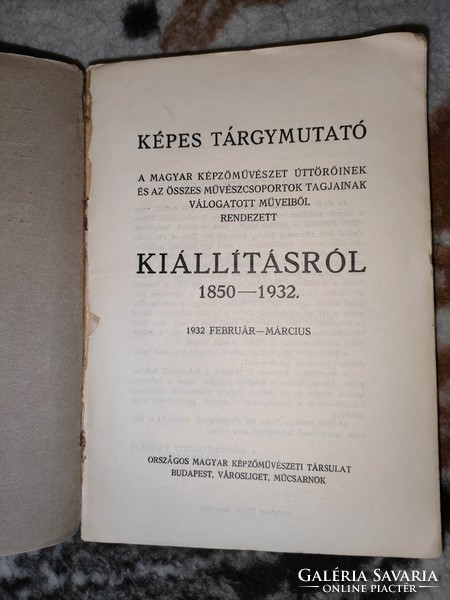 KÉPES TÁRGYMUTATÓ
A MAGYAR KÉPZŐMŰVÉSZET ÚTTÖRŐINEK
ÉS AZ ÖSSZES MŰVÉSZCSOPORTOK TAGJAINAK
VÁLOGATOTT MŰVEIBŐL
RENDEZETT
KIÁLLÍTÁSRÓL
1850—1932.
1932 FEBRUÁR—MÁRCIUS
ORSZÁGOS MAGYAR KÉPZŐMŰVÉSZETI TÁRSULAT
BUDAPEST, VÁROSLIGET, MŰCSARNOK
GALÉRIA SAVARIA
ONLINE PIACTÉR